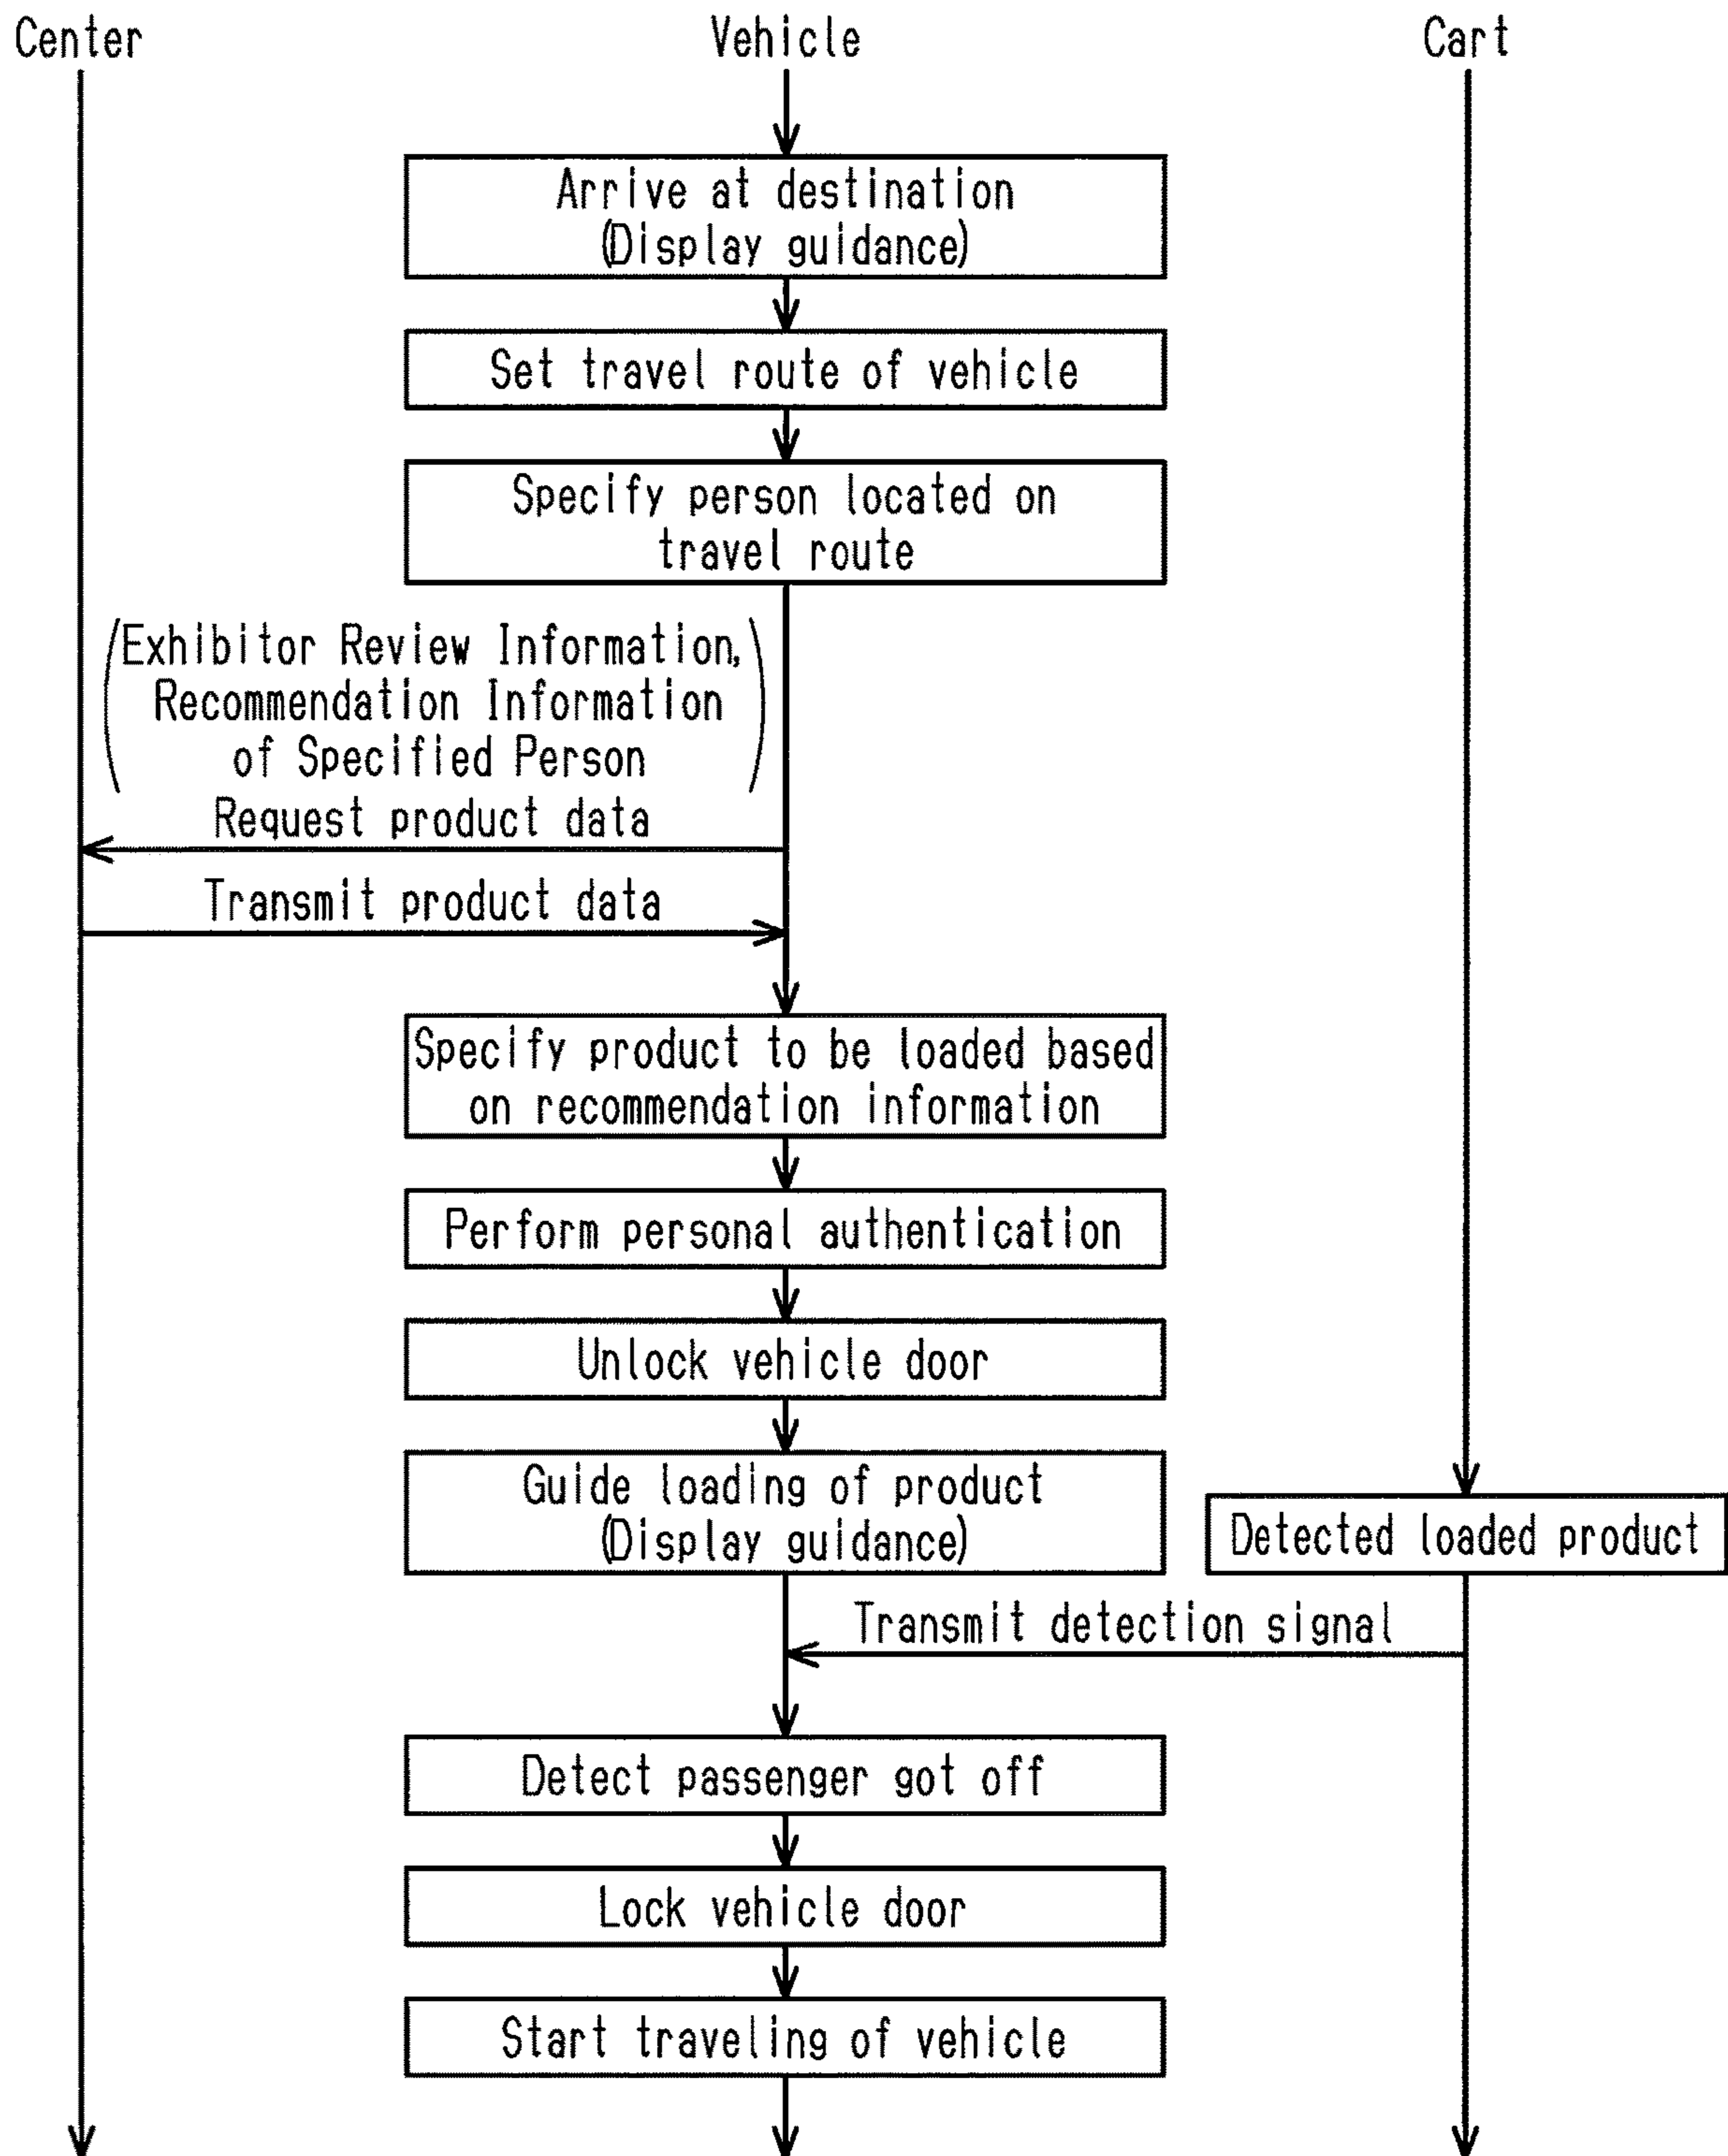 Center
Vehicle
Cart
Arrive at destination
(Display guidance)
Set travel route of vehicle
Specify person located on
travel route
(Exhibitor Review Information,
Recommendation Information
of Specified Person)
Request product data
Transmit product data
Specify product to be loaded based
on recommendation information
Perform personal authentication
Unlock vehicle door
Guide loading of product
(Display guidance)
Detected loaded product
Transmit detection signal
Detect passenger got off
Lock vehicle door
Start traveling of vehicle